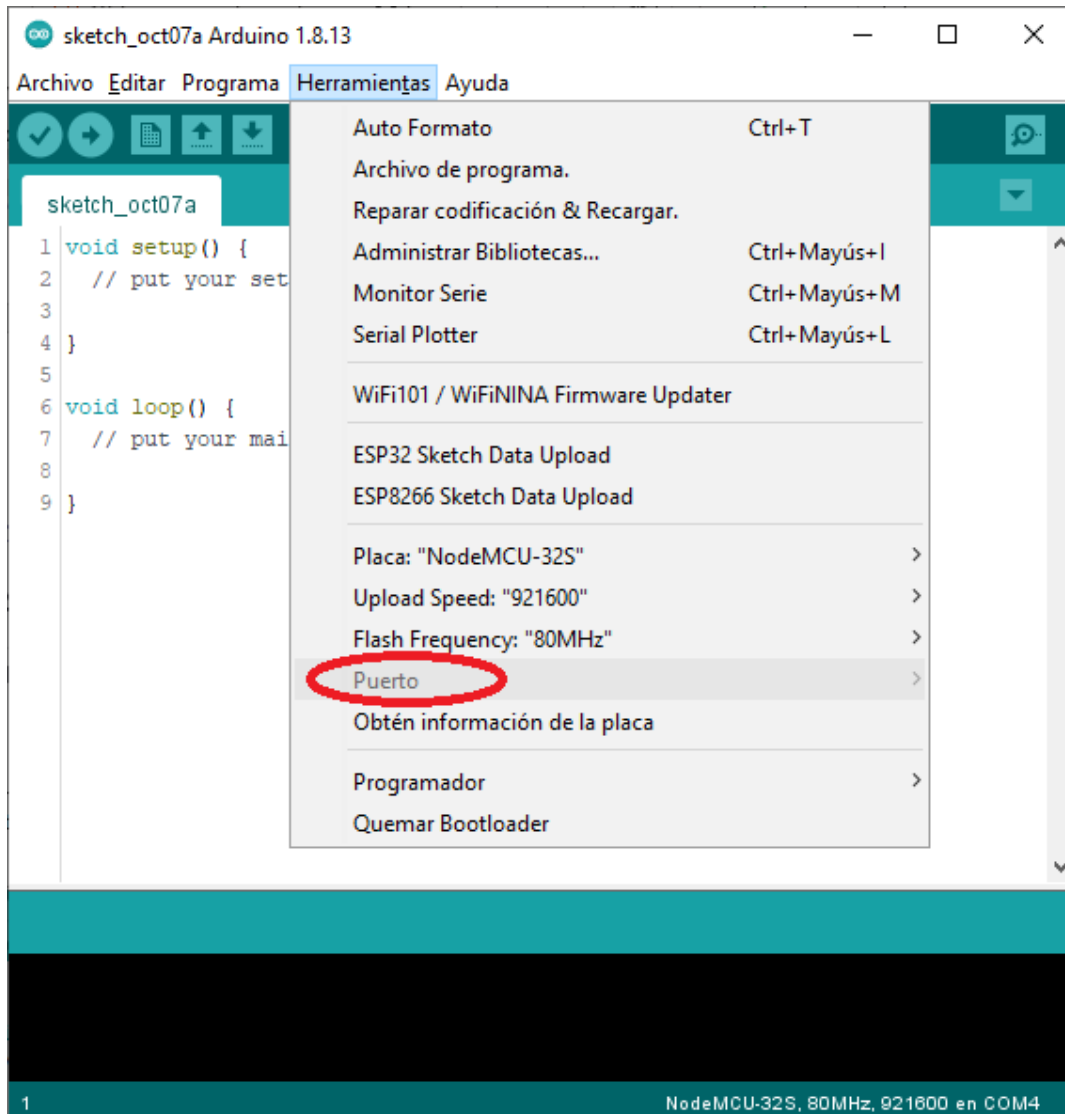 sketch_oct07a Arduino 1.8.13
Archivo Editar Programa Herramientas Ayuda
Auto Formato Ctrl+T
Archivo de programa.
Reparar codificación & Recargar.
Administrar Bibliotecas... Ctrl+Mayús+I
Monitor Serie Ctrl+Mayús+M
Serial Plotter Ctrl+Mayús+L
WiFi101 / WiFiNINA Firmware Updater
ESP32 Sketch Data Upload
ESP8266 Sketch Data Upload
Placa: "NodeMCU-32S"
Upload Speed: "921600"
Flash Frequency: "80MHz"
Puerto
Obtén información de la placa
Programador
Quemar Bootloader
sketch_oct07a
1 void setup() {
2 // put your set
3
4 }
5
6 void loop() {
7 // put your mai
8
9 }
1 NodeMCU-32S, 80MHz, 921600 en COM4